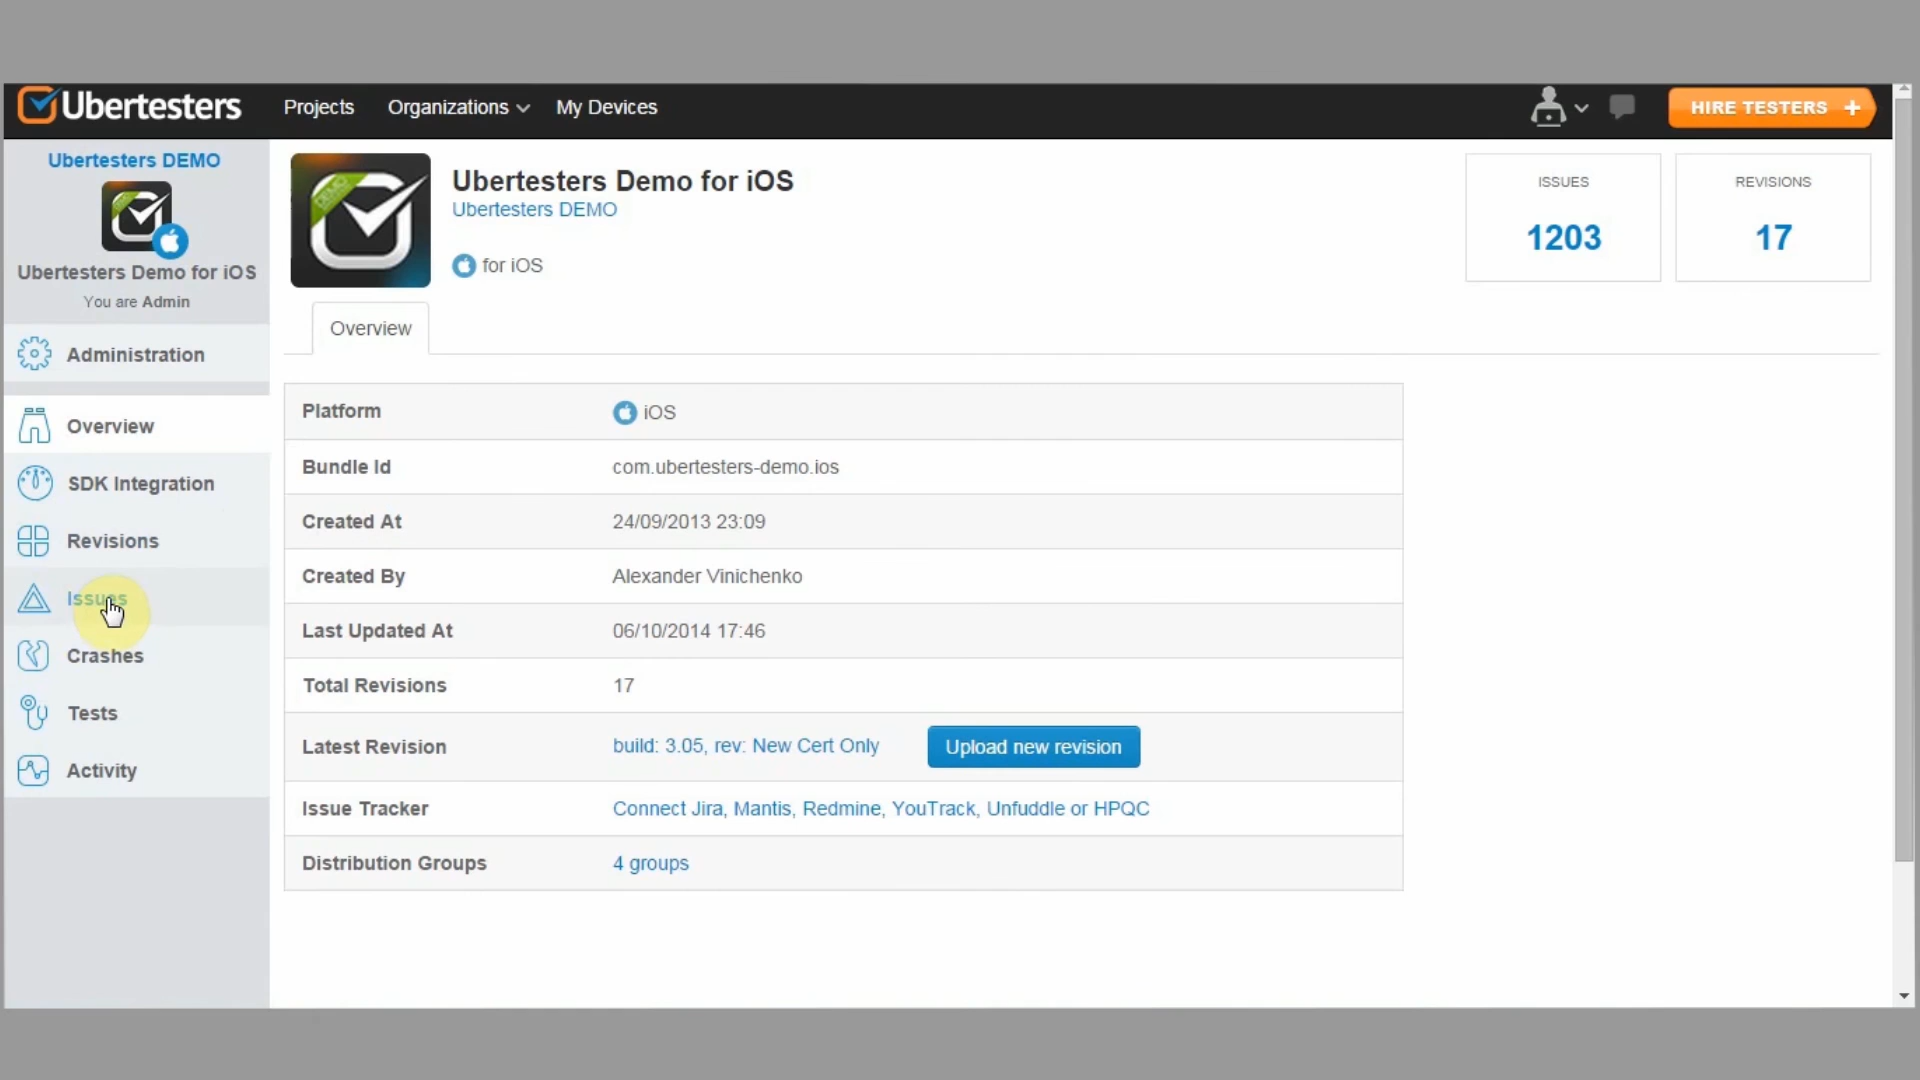 Ubertesters Projects Organizations My Devices HIRE TESTERS +
Ubertesters DEMO
Ubertesters Demo for iOS
You are Admin
Administration
Overview
SDK Integration
Revisions
Issues
Crashes
Tests
Activity
DEMO
Ubertesters Demo for iOS
Ubertesters DEMO
for iOS
ISSUES
1203
REVISIONS
17
Overview
Platform iOS
Bundle Id com.ubertesters-demo.ios
Created At 24/09/2013 23:09
Created By Alexander Vinichenko
Last Updated At 06/10/2014 17:46
Total Revisions 17
Latest Revision build: 3.05, rev: New Cert Only Upload new revision
Issue Tracker Connect Jira, Mantis, Redmine, YouTrack, Unfuddle or HPQC
Distribution Groups 4 groups